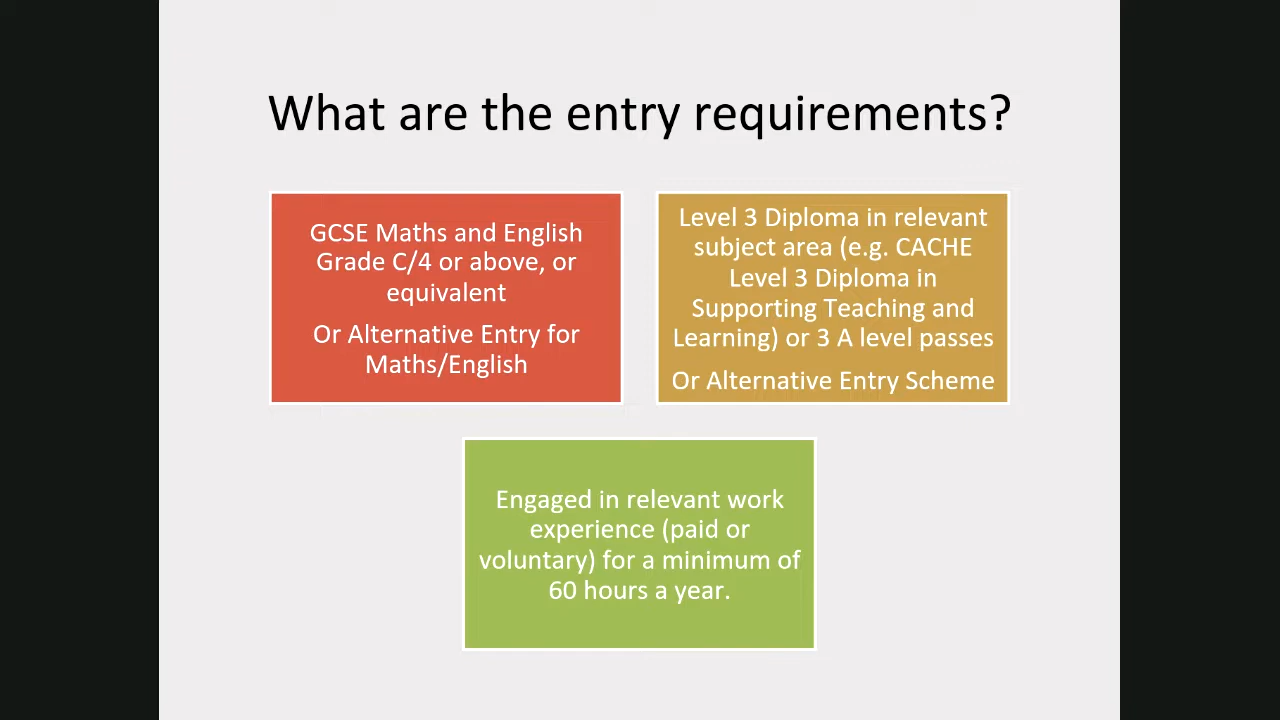 What are the entry requirements?
GCSE Maths and English
Grade C/4 or above, or
equivalent
Or Alternative Entry for
Maths/English
Level 3 Diploma in relevant
subject area (e.g. CACHE
Level 3 Diploma in
Supporting Teaching and
Learning) or 3 A level passes
Or Alternative Entry Scheme
Engaged in relevant work
experience (paid or
voluntary) for a minimum of
60 hours a year.